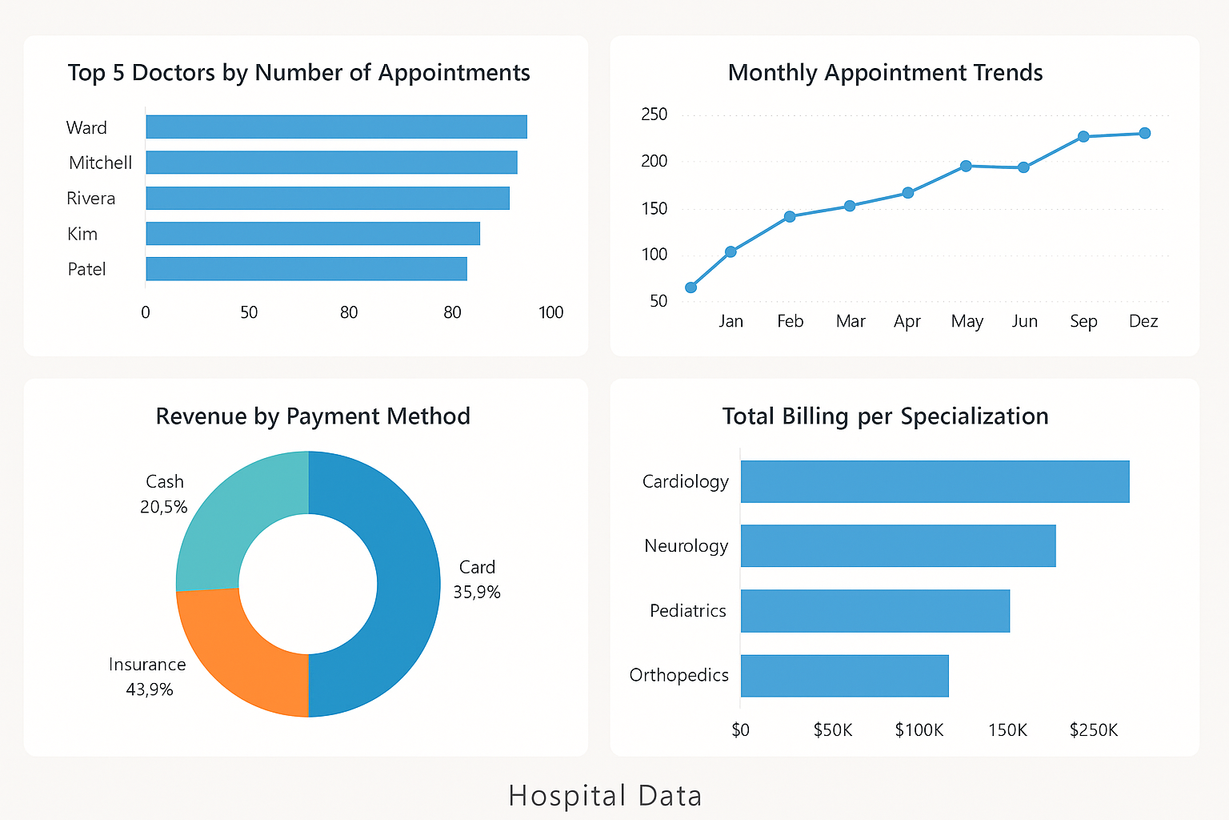 Top 5 Doctors by Number of Appointments
Ward
Mitchell
Rivera
Kim
Patel
0 50 80 80 100
Monthly Appointment Trends
250
200
150
100
50
Jan Feb Mar Apr May Jun Sep Dez
Revenue by Payment Method
Cash
20,5%
Card
35,9%
Insurance
43,9%
Total Billing per Specialization
Cardiology
Neurology
Pediatrics
Orthopedics
$0 $50K $100K 150K $250K
Hospital Data